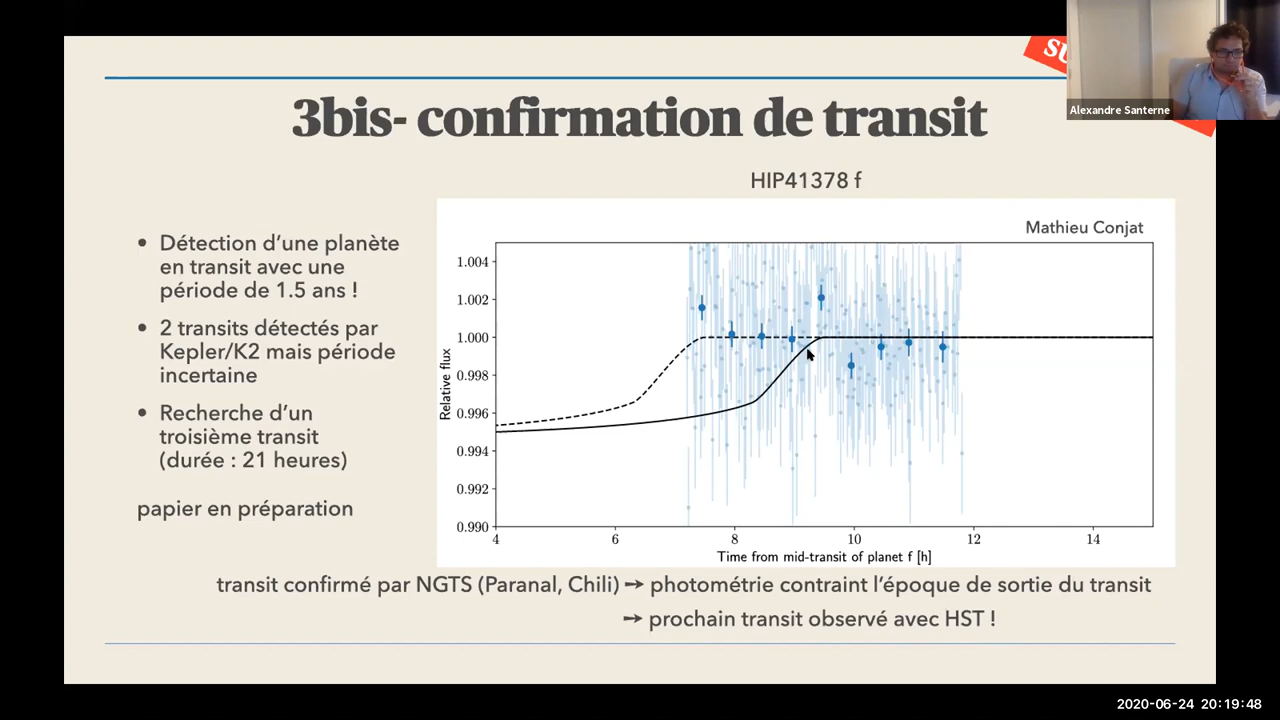 Alexandre Santerne
3bis- confirmation de transit
HIP41378 f
Mathieu Conjat
• Détection d'une planète
en transit avec une
période de 1.5 ans !
• 2 transits détectés par
Kepler/K2 mais période
incertaine
• Recherche d'un
troisième transit
(durée : 21 heures)
papier en préparation
Relative flux
1.004
1.002
1.000
0.998
0.996
0.994
0.992
0.990
4 6 8 10 12 14
Time from mid-transit of planet f [h]
transit confirmé par NGTS (Paranal, Chili) ➙ photométrie contraint l'époque de sortie du transit
➙ prochain transit observé avec HST !
2020-06-24 20:19:48